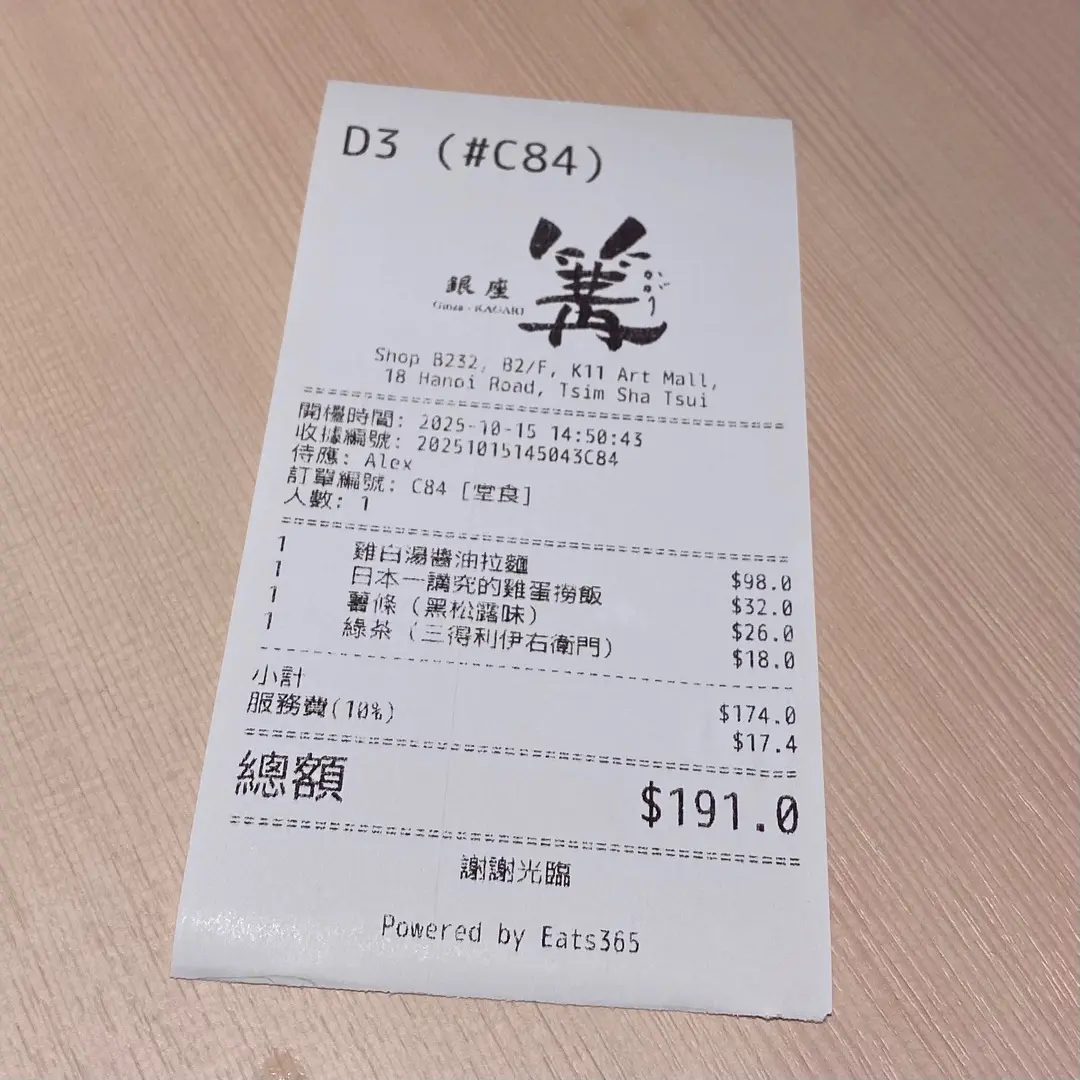 D3 (#C84)
銀座
Ginza - KAGARI
篝
かがり
Shop B232, B2/F, K11 Art Mall,
18 Hanoi Road, Tsim Sha Tsui
開檯時間: 2025-10-15 14:50:43
收據編號: 20251015145043C84
侍應: Alex
訂單編號: C84 [堂食]
人數: 1
1 雞白湯醬油拉麵 $98.0
1 日本一講究的雞蛋撈飯 $32.0
1 薯條 (黑松露味) $26.0
1 綠茶 (三得利伊右衛門) $18.0
小計 $174.0
服務費(10%) $17.4
總額 $191.0
謝謝光臨
Powered by Eats365